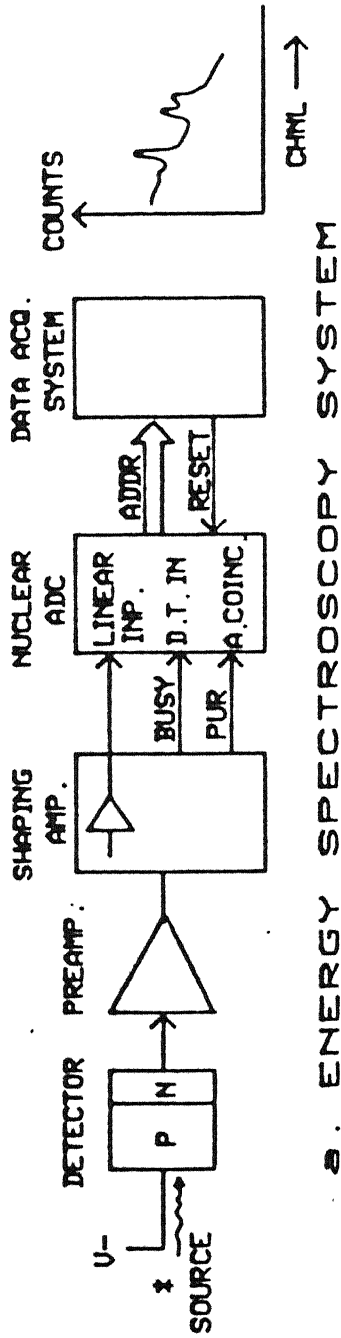 V-
*
SOURCE
DETECTOR
P
N
PREAMP.
SHAPING
AMP.
BUSY
PUR
NUCLEAR
ADC
LINEAR
INP.
D.T. IN
A.COINC.
ADDR
RESET
DATA ACQ.
SYSTEM
COUNTS
CHNL
a. ENERGY SPECTROSCOPY SYSTEM